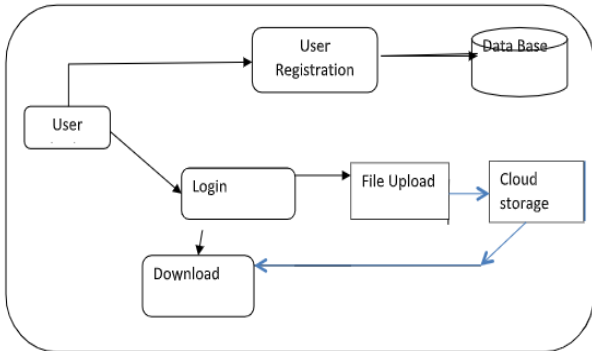 User
Registration
Data Base
User
Login
File Upload
Cloud
storage
Download